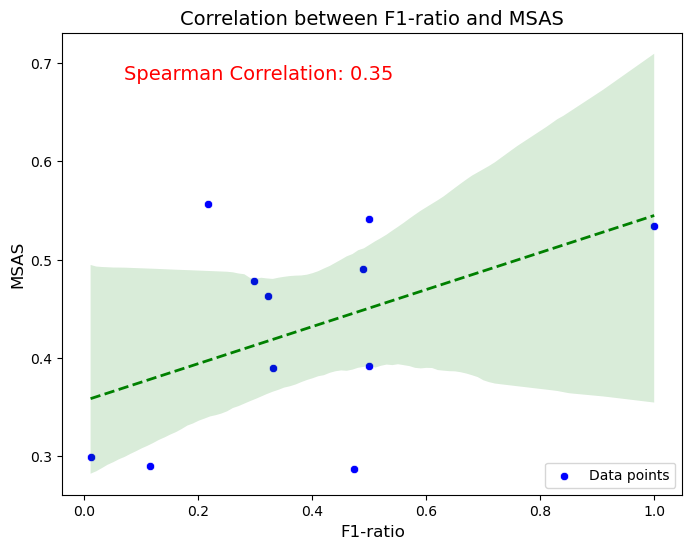 Correlation between F1-ratio and MSAS
Spearman Correlation: 0.35
0.7
0.6
0.5
0.4
0.3
MSAS
0.0 0.2 0.4 0.6 0.8 1.0
F1-ratio
Data points